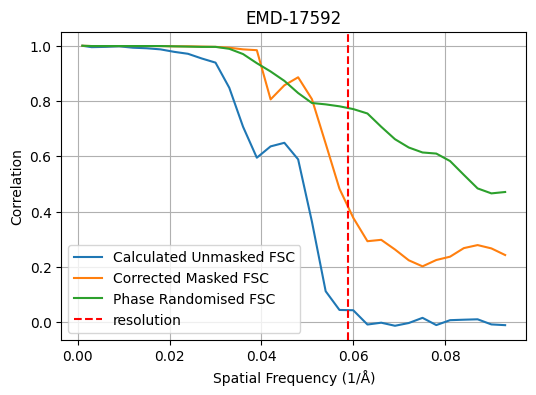 EMD-17592
1.0
0.8
0.6
0.4
0.2
0.0
Correlation
Calculated Unmasked FSC
Corrected Masked FSC
Phase Randomised FSC
resolution
0.00
0.02
0.04
0.06
0.08
Spatial Frequency (1/Å)